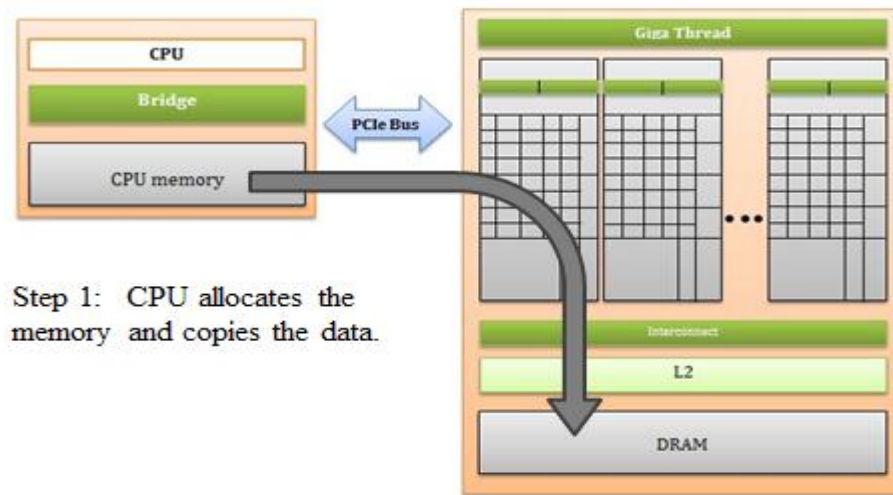 CPU
Bridge
CPU memory
PCIe Bus
Giga Thread
Interconnect
L2
DRAM
Step 1: CPU allocates the
memory and copies the data.